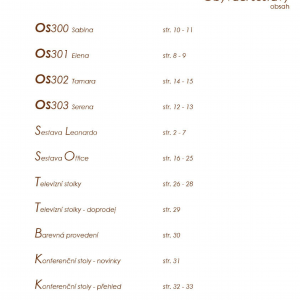 obsah
Os300 Sabina str. 10 - 11
Os301 Elena str. 8 - 9
Os302 Tamara str. 14 - 15
Os303 Serena str. 12 - 13
Sestava Leonardo str. 2 - 7
Sestava Office str. 16 - 25
Televizní stolky str. 26 - 28
Televizní stolky - doprodej str. 29
Barevná provedení str. 30
Konferenční stoly - novinky str. 31
Konferenční stoly - přehled str. 32 - 33